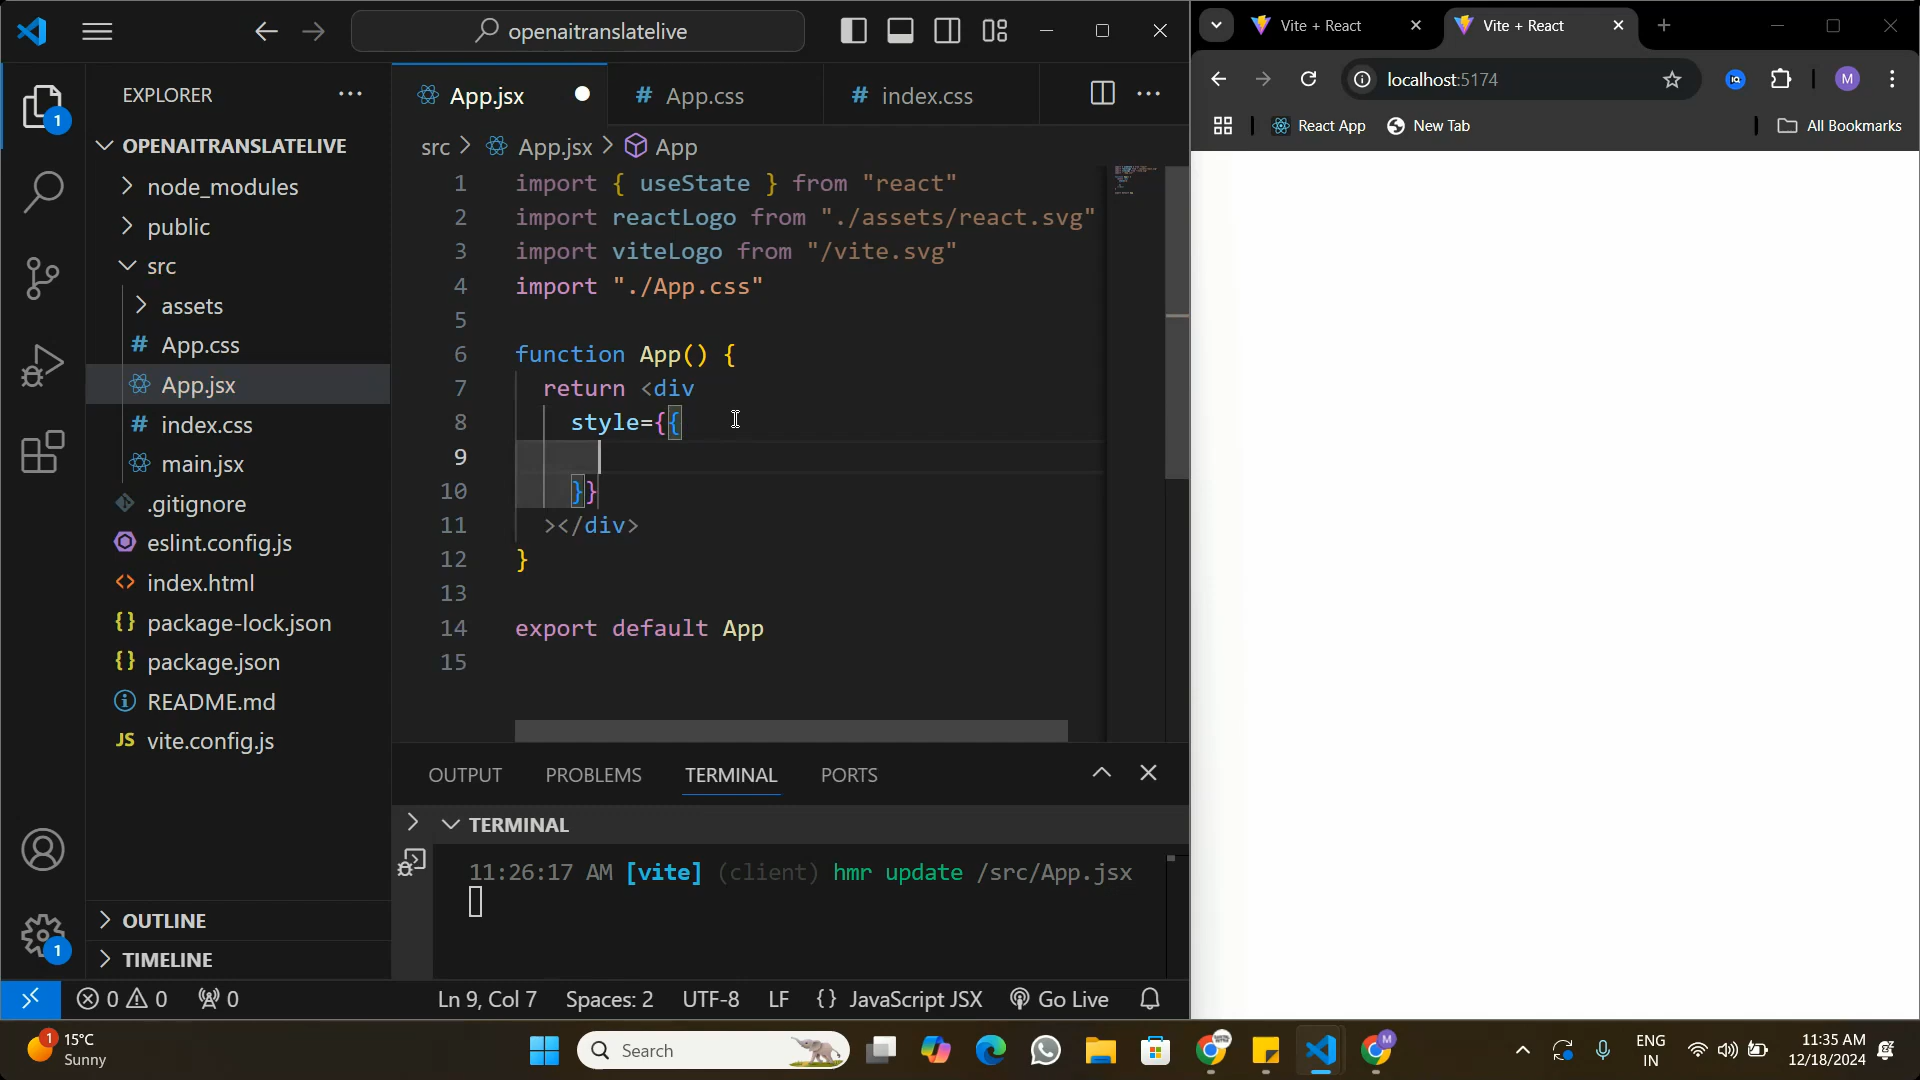 openaitranslatelive
Vite + React
Vite + React
EXPLORER
App.jsx
App.css
index.css
localhost:5174
M
1
OPENAITRANSLATELIVE
src
App.jsx
App
React App
New Tab
All Bookmarks
node_modules
public
src
assets
App.css
App.jsx
index.css
main.jsx
.gitignore
eslint.config.js
index.html
package-lock.json
package.json
README.md
JS vite.config.js
1 import { useState } from "react"
2 import reactLogo from "./assets/react.svg"
3 import viteLogo from "/vite.svg"
4 import "./App.css"
5
6 function App() {
7 return <div
8 style={{
9
10 }}
11 ></div>
12 }
13
14 export default App
15
OUTPUT PROBLEMS TERMINAL PORTS
TERMINAL
11:26:17 AM [vite] (client) hmr update /src/App.jsx
OUTLINE
TIMELINE
1
0 0 0
Ln 9, Col 7 Spaces: 2 UTF-8 LF {} JavaScript JSX Go Live
1
15°C
Sunny
Search
M
ENG
IN
11:35 AM
12/18/2024